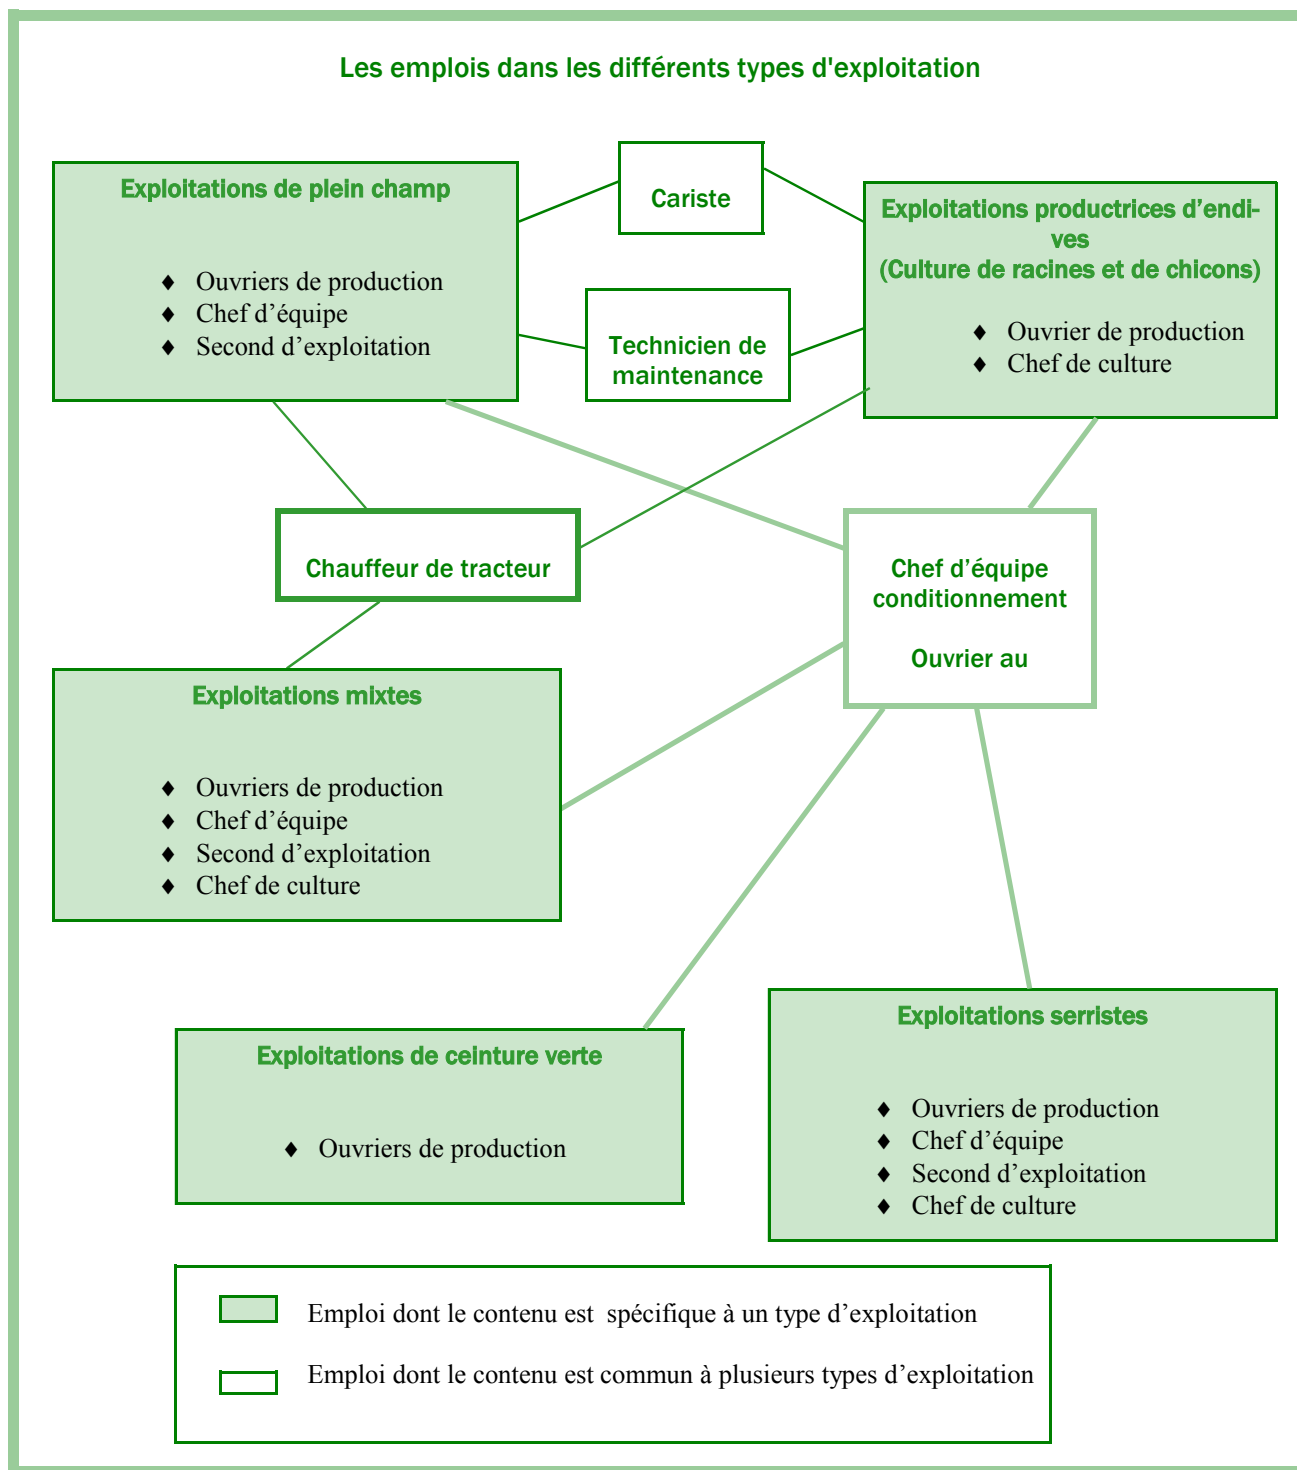 Les emplois dans les différents types d'exploitation
Exploitations de plein champ
♦ Ouvriers de production
♦ Chef d’équipe
♦ Second d’exploitation
Cariste
Technicien de
maintenance
Exploitations productrices d’endi-
ves
(Culture de racines et de chicons)
♦ Ouvrier de production
♦ Chef de culture
Chauffeur de tracteur
Chef d’équipe
conditionnement
Ouvrier au
Exploitations mixtes
♦ Ouvriers de production
♦ Chef d’équipe
♦ Second d’exploitation
♦ Chef de culture
Exploitations de ceinture verte
♦ Ouvriers de production
Exploitations serristes
♦ Ouvriers de production
♦ Chef d’équipe
♦ Second d’exploitation
♦ Chef de culture
Emploi dont le contenu est spécifique à un type d’exploitation
Emploi dont le contenu est commun à plusieurs types d’exploitation